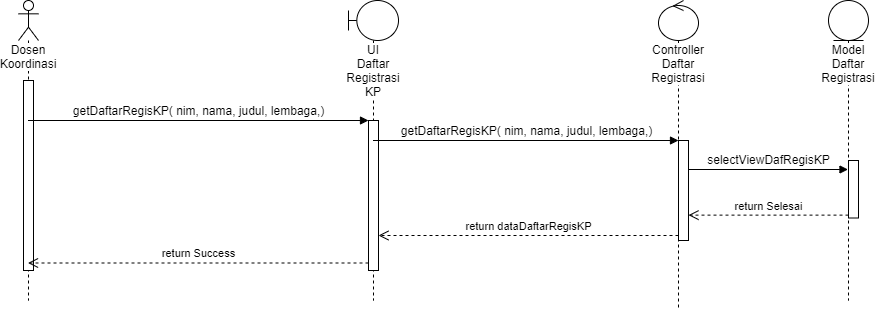 Dosen
Koordinasi
UI
Daftar
Registrasi
KP
Controller
Daftar
Registrasi
Model
Daftar
Registrasi
getDaftarRegisKP( nim, nama, judul, lembaga,)
getDaftarRegisKP( nim, nama, judul, lembaga,)
selectViewDafRegisKP
return Selesai
return dataDaftarRegisKP
return Success